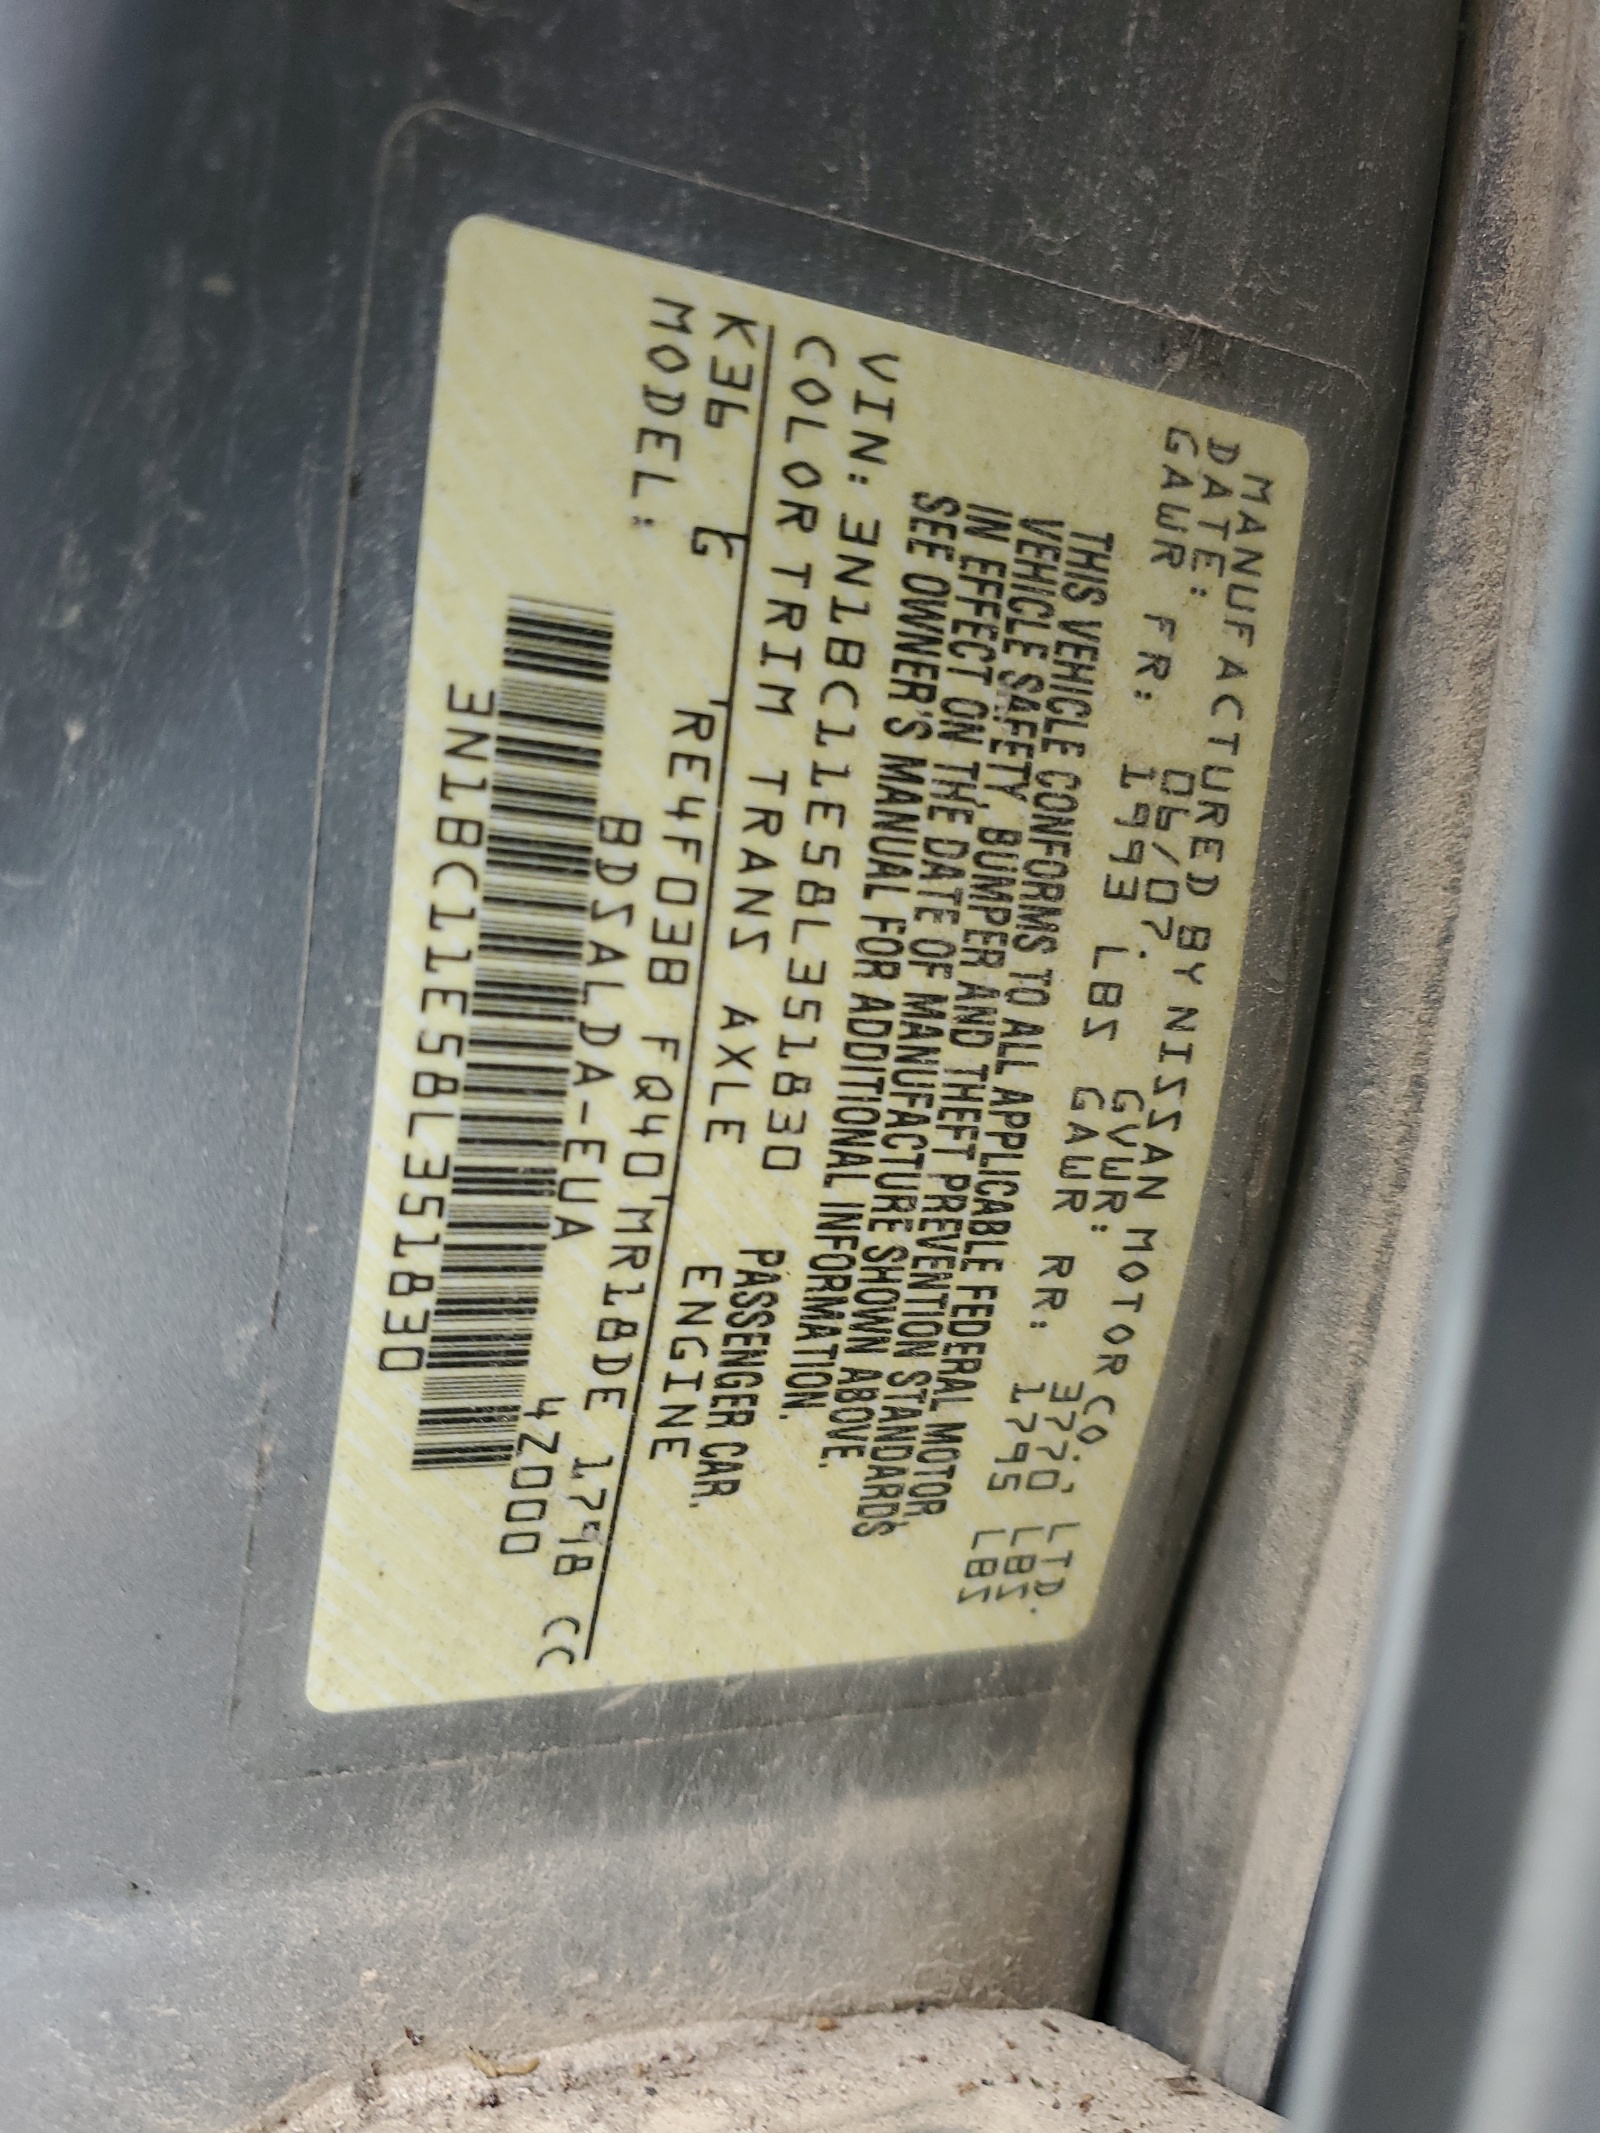 MANUFACTURED BY NISSAN MOTOR CO., LTD.
DATE: 06/07. GVWR: 3770 LBS.
GAWR FR: 1993 LBS GAWR RR: 1795 LBS
THIS VEHICLE CONFORMS TO ALL APPLICABLE FEDERAL MOTOR
VEHICLE SAFETY, BUMPER AND THEFT PREVENTION STANDARDS
IN EFFECT ON THE DATE OF MANUFACTURE SHOWN ABOVE.
SEE OWNER'S MANUAL FOR ADDITIONAL INFORMATION.
VIN: 3N1BC11E58L351830 PASSENGER CAR.
COLOR TRIM TRANS AXLE ENGINE
K36 G RE4F03B FQ40 MR18DE 1798 CC
MODEL: BDSALDA-EUA 4Z000
3N1BC11E58L351830